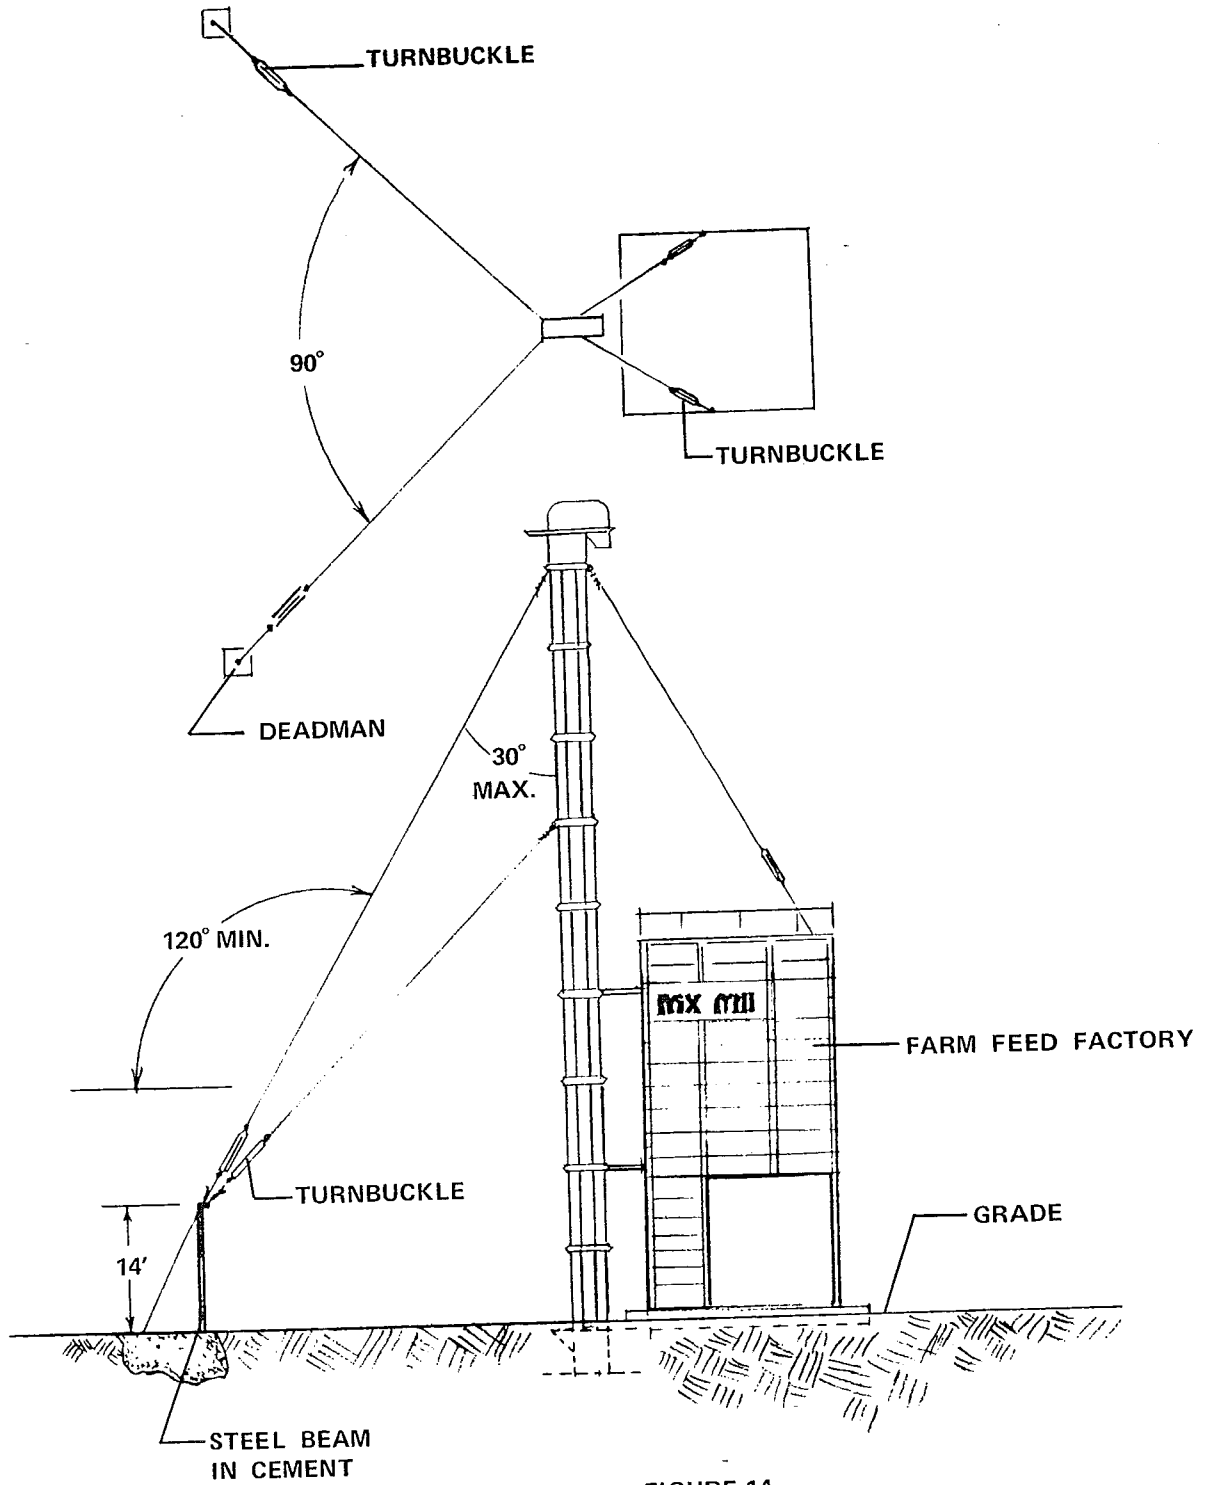 TURNBUCKLE
90°
TURNBUCKLE
DEADMAN
30°
MAX.
120° MIN.
MIX MILL
FARM FEED FACTORY
TURNBUCKLE
GRADE
14'
STEEL BEAM
IN CEMENT